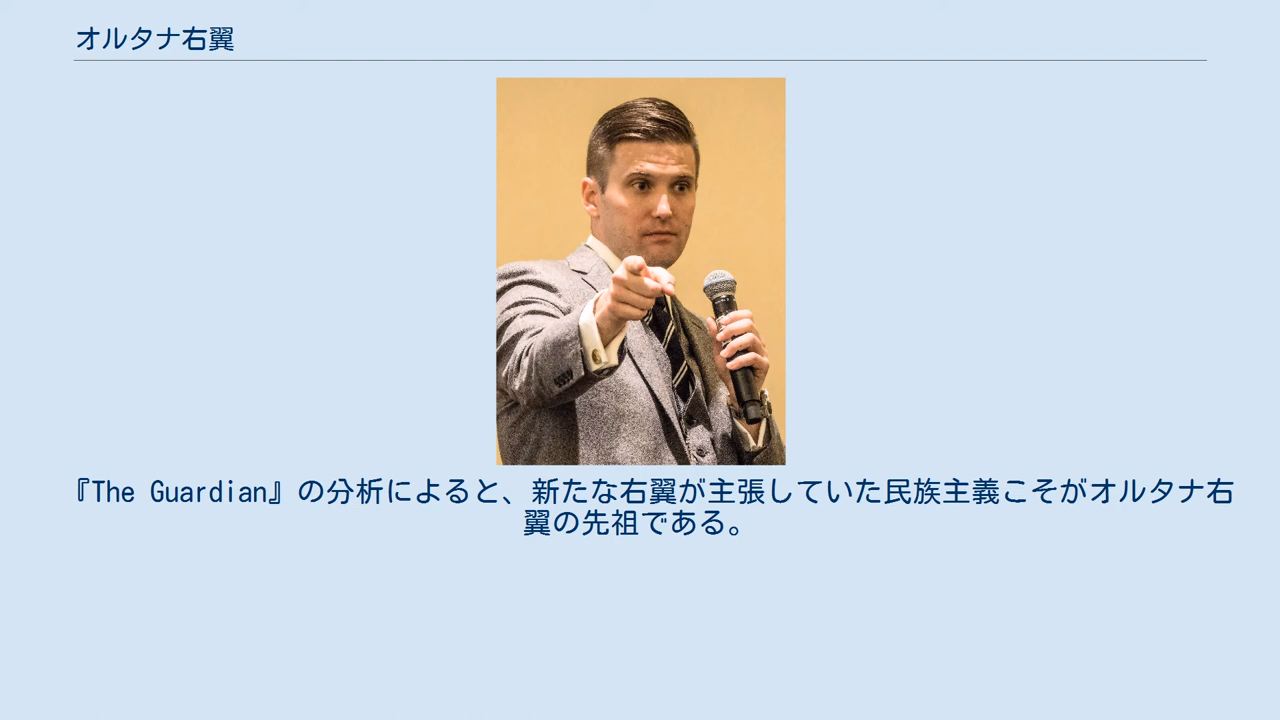 オルタナ右翼
『The Guardian』の分析によると、新たな右翼が主張していた民族主義こそがオルタナ右
翼の先祖である。